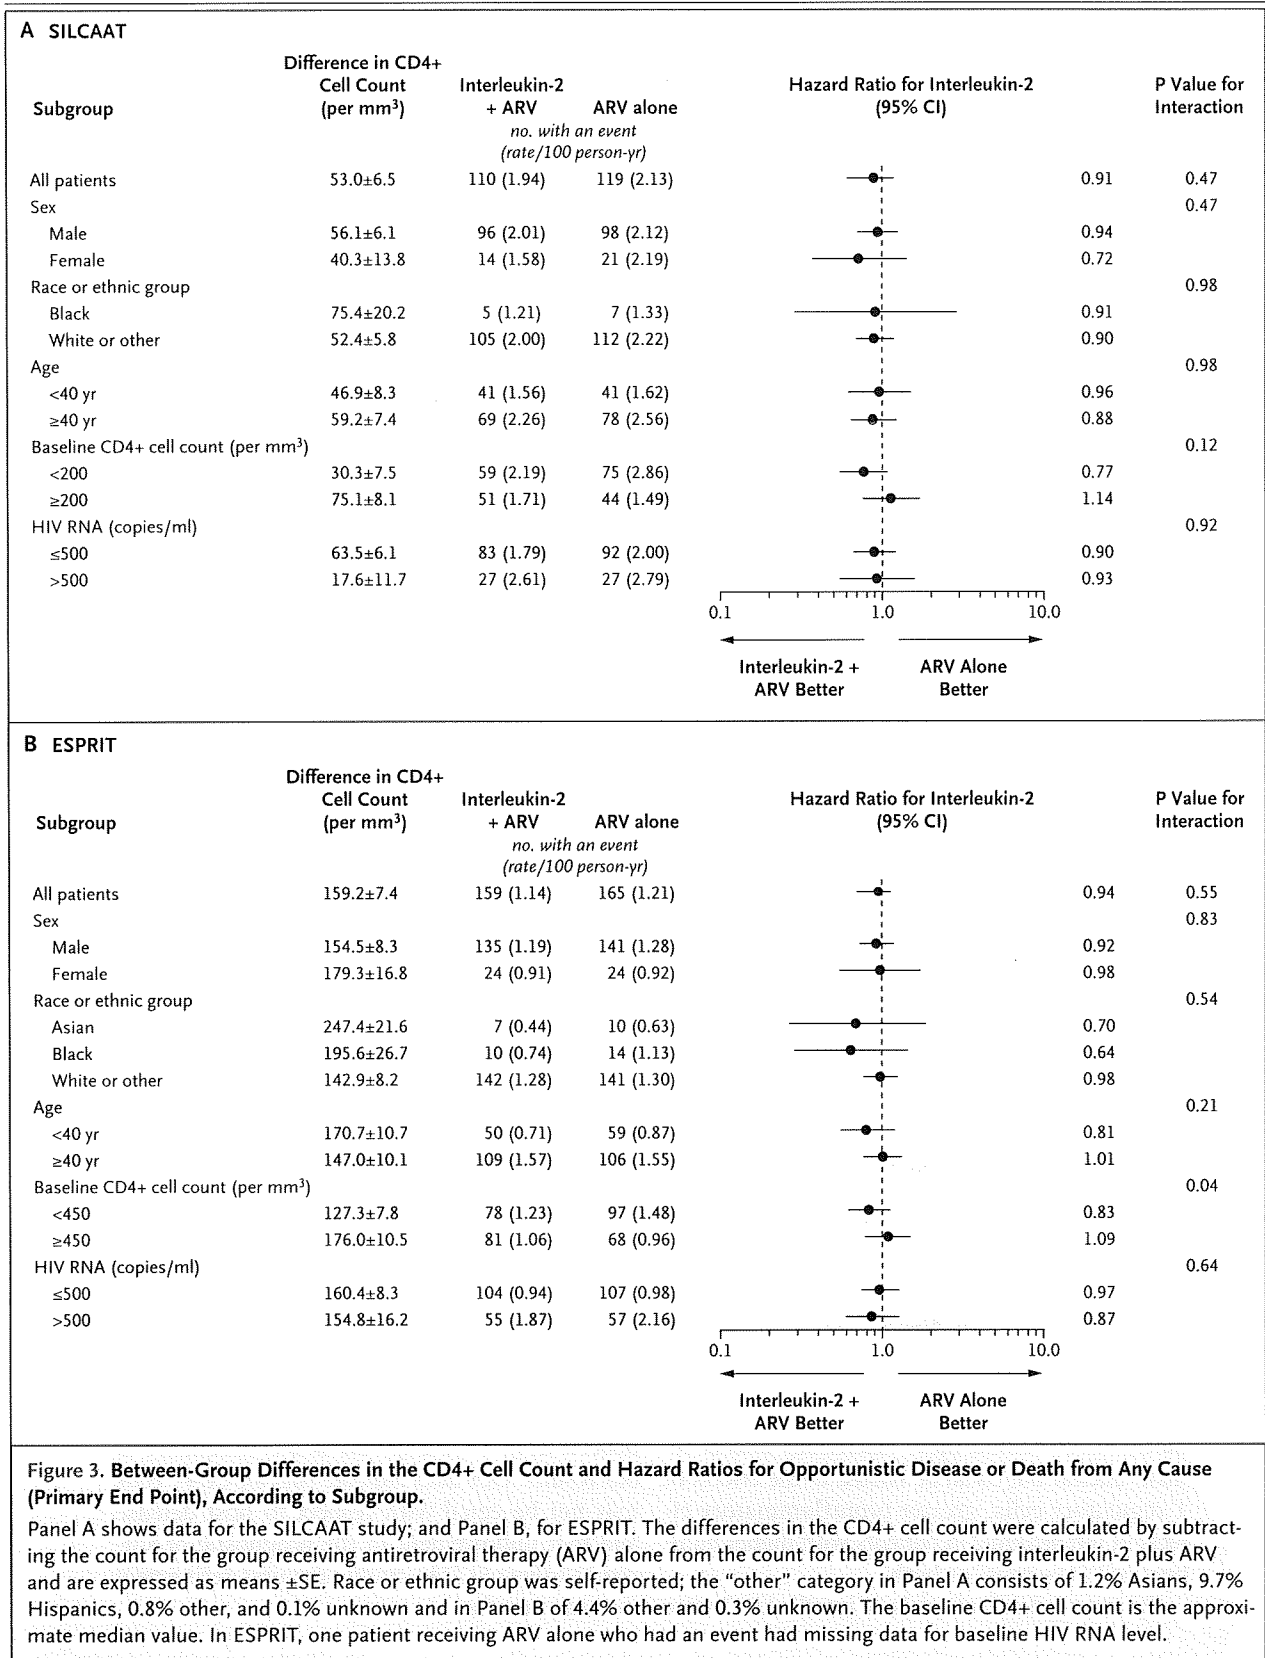 A SILCAAT
Difference in CD4+
Cell Count
(per mm³)
Interleukin-2
+ ARV
ARV alone
Hazard Ratio for Interleukin-2
(95% CI)
P Value for
Interaction
Subgroup
no. with an event
(rate/100 person-yr)
All patients 53.0±6.5 110 (1.94) 119 (2.13) 0.91 0.47
Sex 0.47
Male 56.1±6.1 96 (2.01) 98 (2.12) 0.94
Female 40.3±13.8 14 (1.58) 21 (2.19) 0.72
Race or ethnic group 0.98
Black 75.4±20.2 5 (1.21) 7 (1.33) 0.91
White or other 52.4±5.8 105 (2.00) 112 (2.22) 0.90
Age 0.98
<40 yr 46.9±8.3 41 (1.56) 41 (1.62) 0.96
≥40 yr 59.2±7.4 69 (2.26) 78 (2.56) 0.88
Baseline CD4+ cell count (per mm³) 0.12
<200 30.3±7.5 59 (2.19) 75 (2.86) 0.77
≥200 75.1±8.1 51 (1.71) 44 (1.49) 1.14
HIV RNA (copies/ml) 0.92
≤500 63.5±6.1 83 (1.79) 92 (2.00) 0.90
>500 17.6±11.7 27 (2.61) 27 (2.79) 0.93
0.1 1.0 10.0
Interleukin-2 +
ARV Better
ARV Alone
Better
B ESPRIT
Difference in CD4+
Cell Count
(per mm³)
Interleukin-2
+ ARV
ARV alone
Hazard Ratio for Interleukin-2
(95% CI)
P Value for
Interaction
Subgroup
no. with an event
(rate/100 person-yr)
All patients 159.2±7.4 159 (1.14) 165 (1.21) 0.94 0.55
Sex 0.83
Male 154.5±8.3 135 (1.19) 141 (1.28) 0.92
Female 179.3±16.8 24 (0.91) 24 (0.92) 0.98
Race or ethnic group 0.54
Asian 247.4±21.6 7 (0.44) 10 (0.63) 0.70
Black 195.6±26.7 10 (0.74) 14 (1.13) 0.64
White or other 142.9±8.2 142 (1.28) 141 (1.30) 0.98
Age 0.21
<40 yr 170.7±10.7 50 (0.71) 59 (0.87) 0.81
≥40 yr 147.0±10.1 109 (1.57) 106 (1.55) 1.01
Baseline CD4+ cell count (per mm³) 0.04
<450 127.3±7.8 78 (1.23) 97 (1.48) 0.83
≥450 176.0±10.5 81 (1.06) 68 (0.96) 1.09
HIV RNA (copies/ml) 0.64
≤500 160.4±8.3 104 (0.94) 107 (0.98) 0.97
>500 154.8±16.2 55 (1.87) 57 (2.16) 0.87
0.1 1.0 10.0
Interleukin-2 +
ARV Better
ARV Alone
Better
Figure 3. Between-Group Differences in the CD4+ Cell Count and Hazard Ratios for Opportunistic Disease or Death from Any Cause
(Primary End Point), According to Subgroup.
Panel A shows data for the SILCAAT study; and Panel B, for ESPRIT. The differences in the CD4+ cell count were calculated by subtract-
ing the count for the group receiving antiretroviral therapy (ARV) alone from the count for the group receiving interleukin-2 plus ARV
and are expressed as means ±SE. Race or ethnic group was self-reported; the “other” category in Panel A consists of 1.2% Asians, 9.7%
Hispanics, 0.8% other, and 0.1% unknown and in Panel B of 4.4% other and 0.3% unknown. The baseline CD4+ cell count is the approxi-
mate median value. In ESPRIT, one patient receiving ARV alone who had an event had missing data for baseline HIV RNA level.